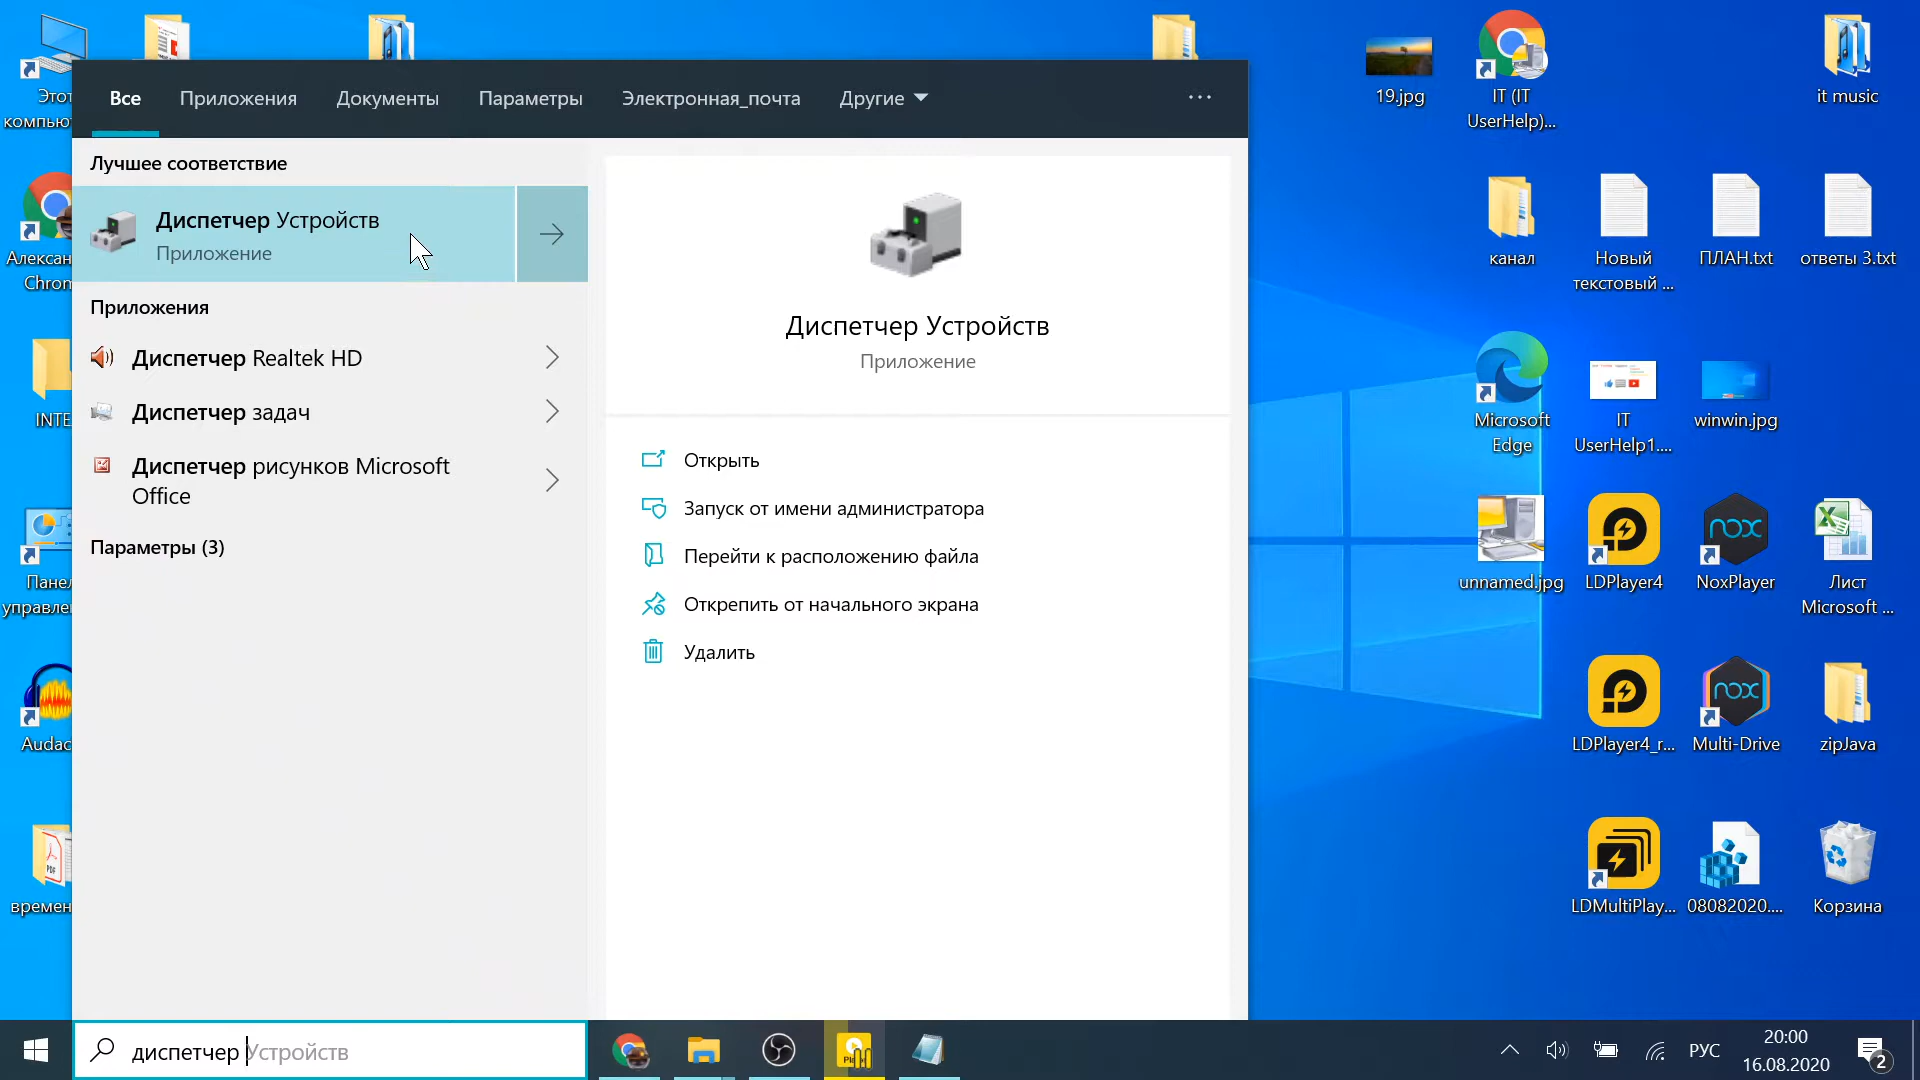 Все
Приложения
Документы
Параметры
Электронная_почта
Другие
Лучшее соответствие
Диспетчер Устройств
Приложение
Приложения
Диспетчер Realtek HD
Диспетчер задач
Диспетчер рисунков Microsoft
Office
Параметры (3)
Диспетчер Устройств
Приложение
Открыть
Запуск от имени администратора
Перейти к расположению файла
Открепить от начального экрана
Удалить
Этот
компью
Алексан
Chrom
INTE
Панел
управле
Audac
PDF
времен
19.jpg
IT (IT
UserHelp)...
it music
канал
Новый
текстовый ...
ПЛАН.txt
ответы 3.txt
Microsoft
Edge
IT
UserHelp1....
winwin.jpg
unnamed.jpg
LDPlayer4
nox
NoxPlayer
Лист
Microsoft ...
LDPlayer4_r...
nox
Multi-Drive
zipJava
LDMultiPlay...
08082020....
Корзина
диспетчер Устройств
РУС
20:00
16.08.2020
2